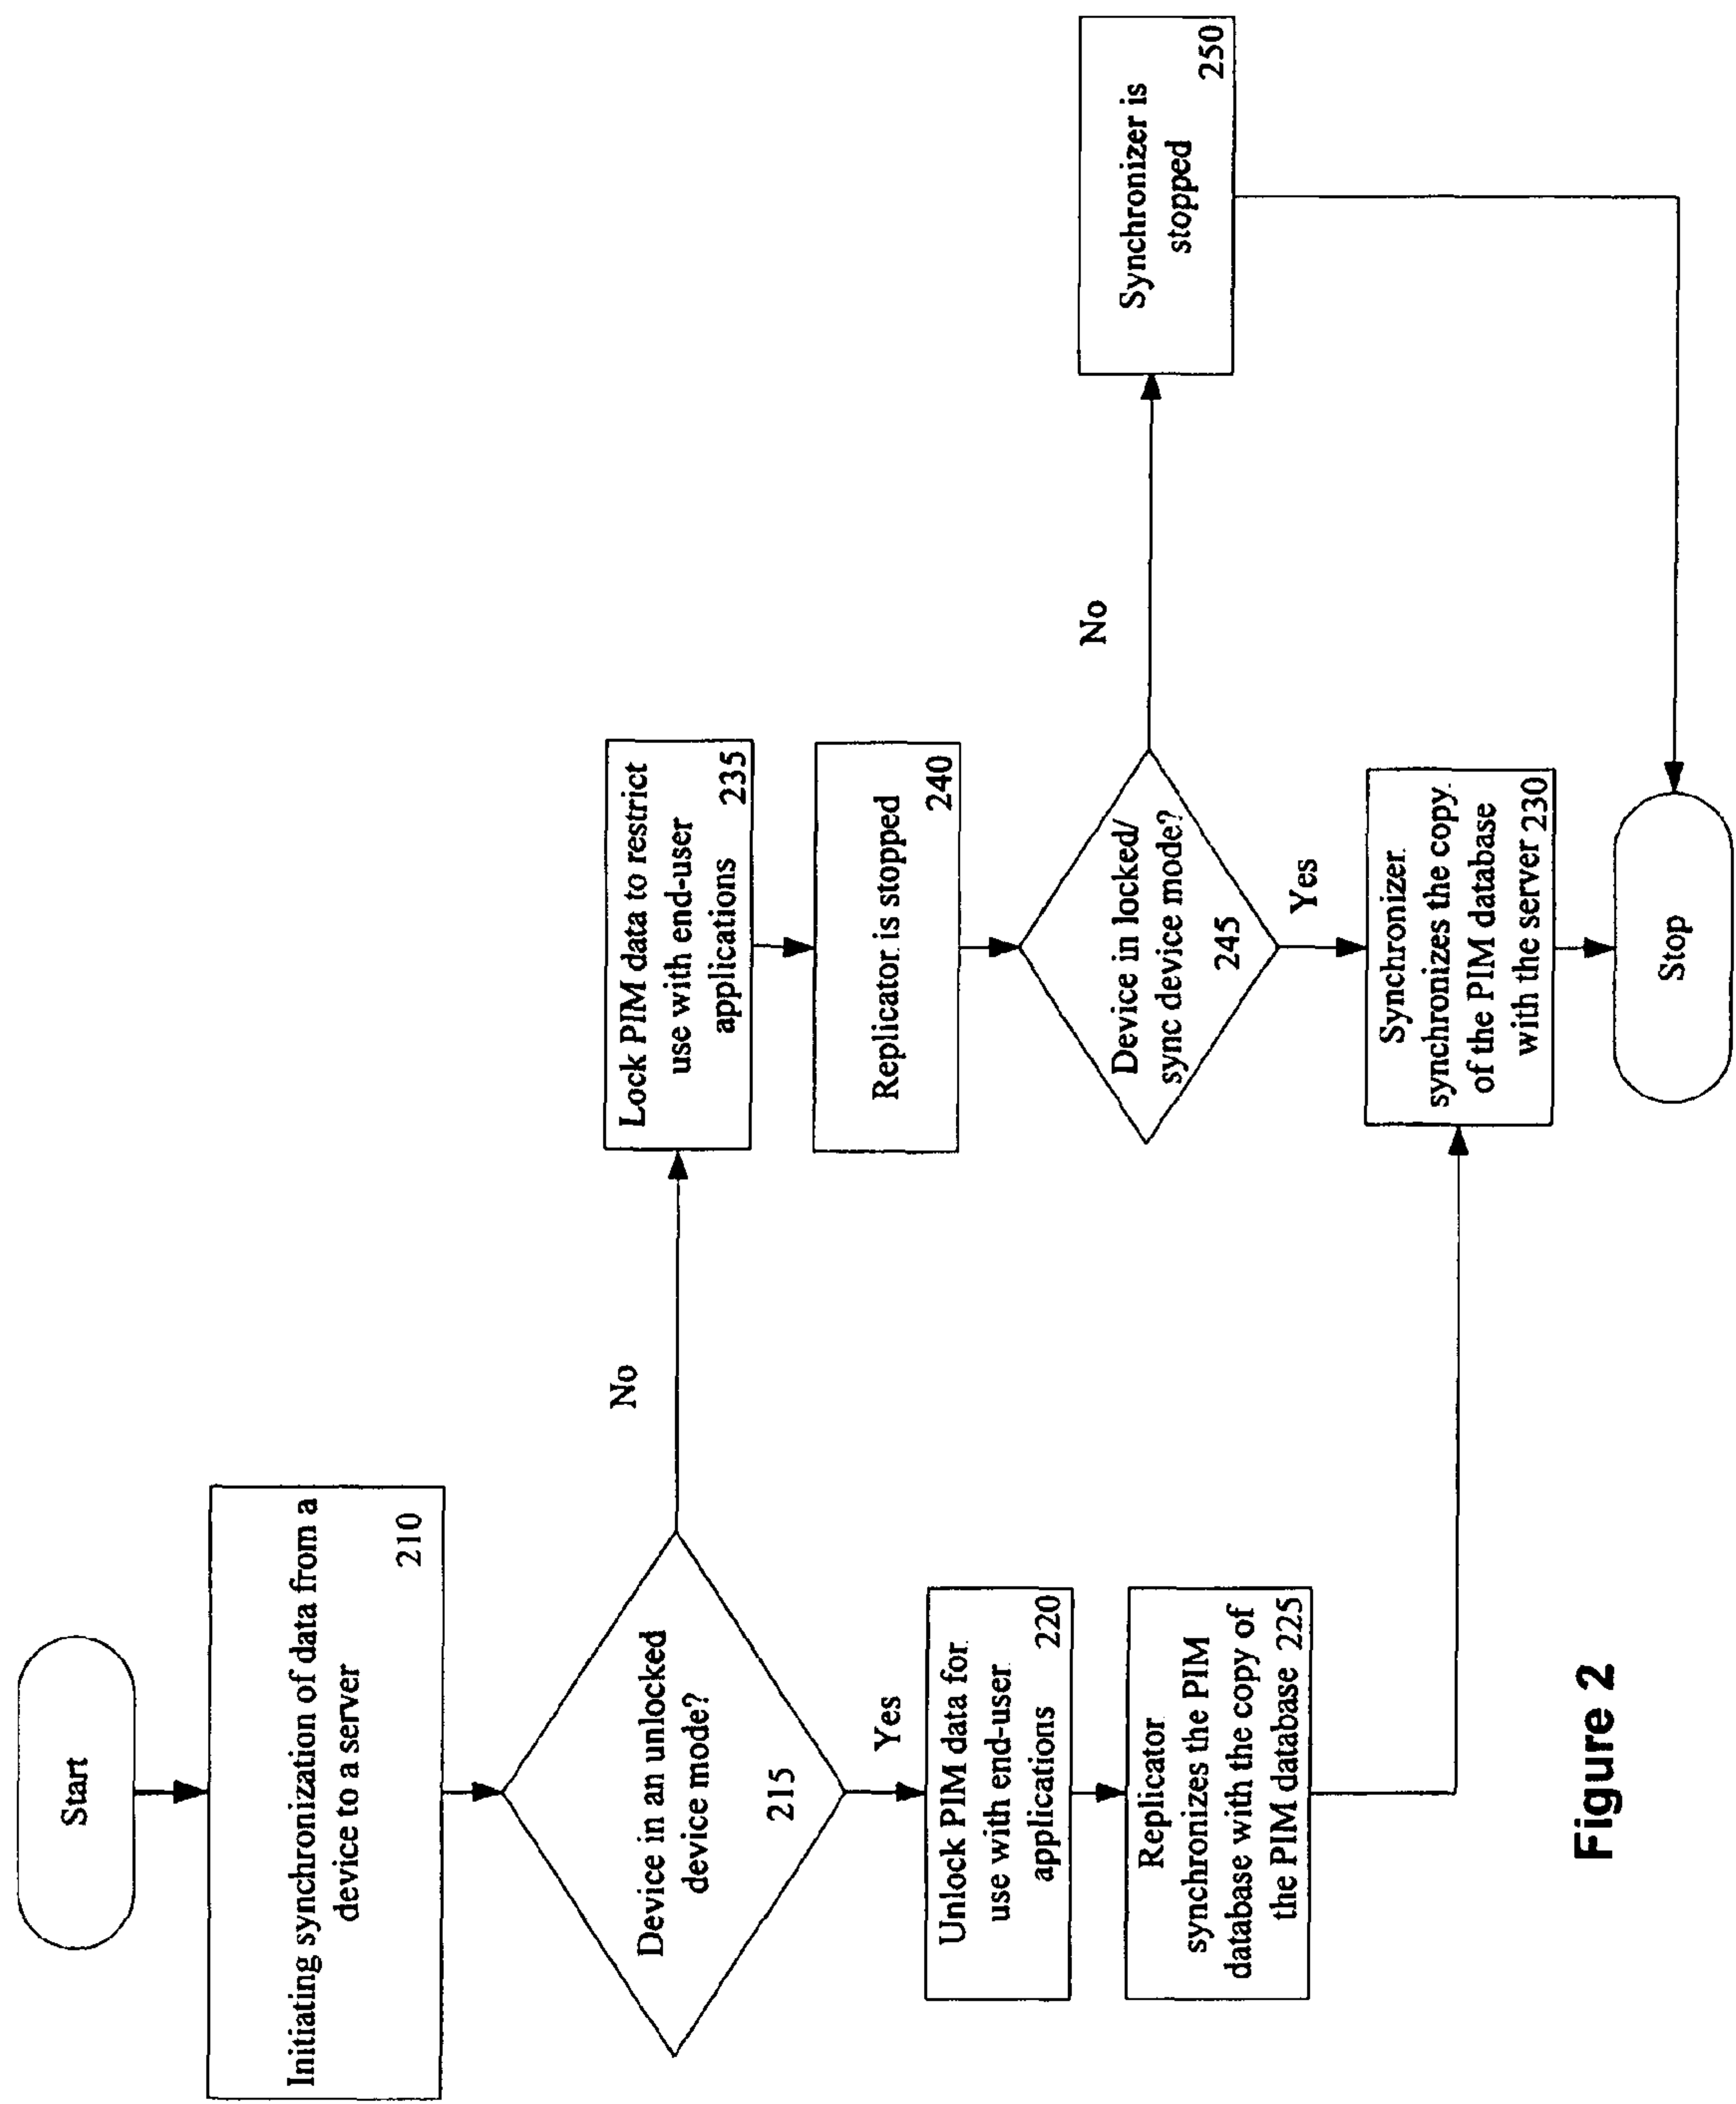 Start
Initiating synchronization of data from a
device to a server
210
Device in an unlocked
device mode?
215
No
Yes
Unlock PIM data for
use with end-user
applications 220
Replicator
synchronizes the PIM
database with the copy of
the PIM database 225
Lock PIM data to restrict
use with end-user
applications 235
Replicator is stopped
240
Device in locked/
sync device mode?
245
No
Yes
Synchronizer
synchronizes the copy
of the PIM database
with the server 230
Synchronizer is
stopped
250
Stop
Figure 2